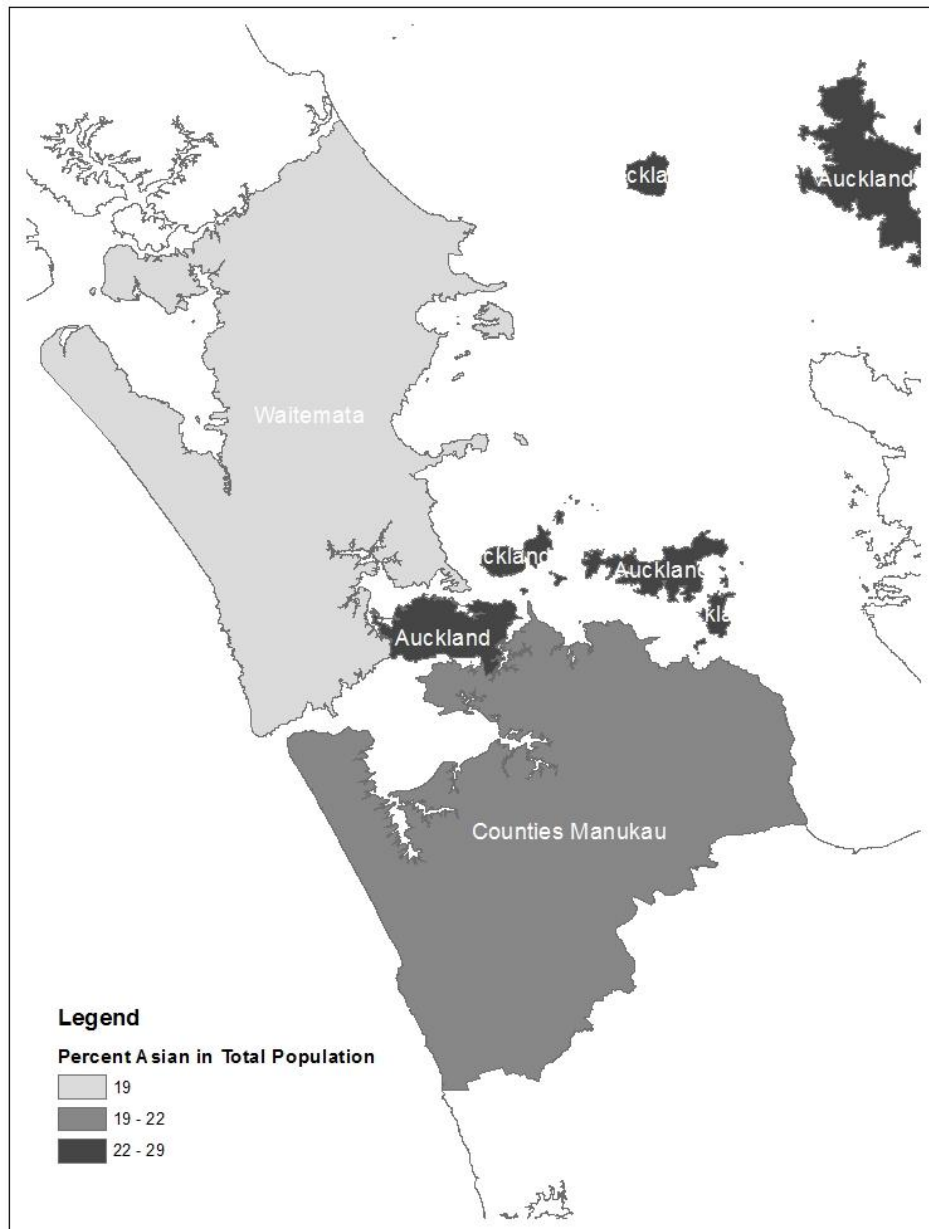 Auckland
Waitemata
Auckland
Auckland
Counties Manukau
Legend
Percent Asian in Total Population
19
19 - 22
22 - 29